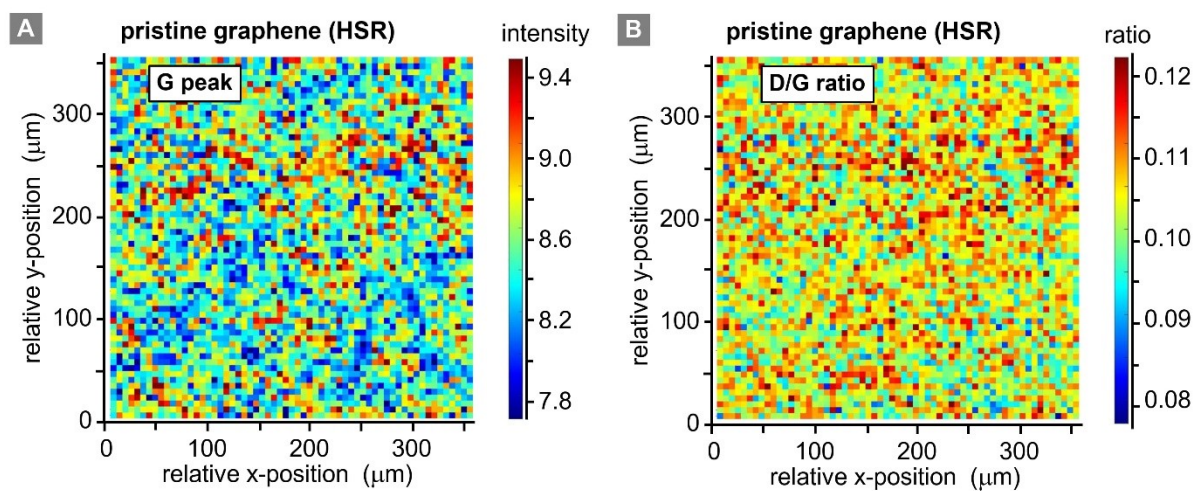 A
pristine graphene (HSR)
intensity
G peak
9.4
9.0
8.6
8.2
7.8
300
200
100
0
relative y-position (μm)
0 100 200 300
relative x-position (μm)
B
pristine graphene (HSR)
ratio
D/G ratio
0.12
0.11
0.10
0.09
0.08
300
200
100
0
relative y-position (μm)
0 100 200 300
relative x-position (μm)